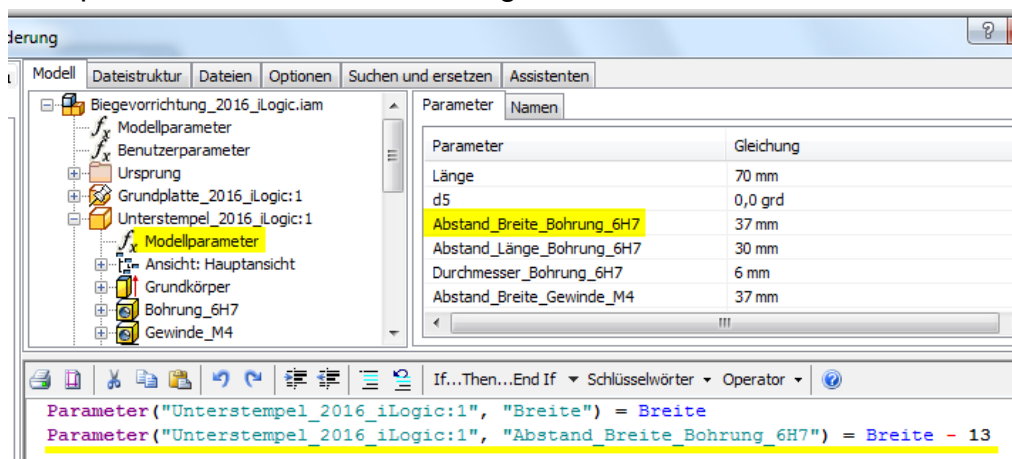 derung
Modell Dateistruktur Dateien Optionen Suchen und ersetzen Assistenten
Biegevorrichtung_2016_iLogic.iam
fx Modellparameter
fx Benutzerparameter
Ursprung
Grundplatte_2016_iLogic:1
Unterstempel_2016_iLogic:1
fx Modellparameter
Ansicht: Hauptansicht
Grundkörper
Bohrung_6H7
Gewinde_M4
Parameter Namen
Parameter Gleichung
Länge 70 mm
d5 0,0 grd
Abstand_Breite_Bohrung_6H7 37 mm
Abstand_Länge_Bohrung_6H7 30 mm
Durchmesser_Bohrung_6H7 6 mm
Abstand_Breite_Gewinde_M4 37 mm
If...Then...End If Schlüsselwörter Operator
Parameter("Unterstempel_2016_iLogic:1", "Breite") = Breite
Parameter("Unterstempel_2016_iLogic:1", "Abstand_Breite_Bohrung_6H7") = Breite - 13